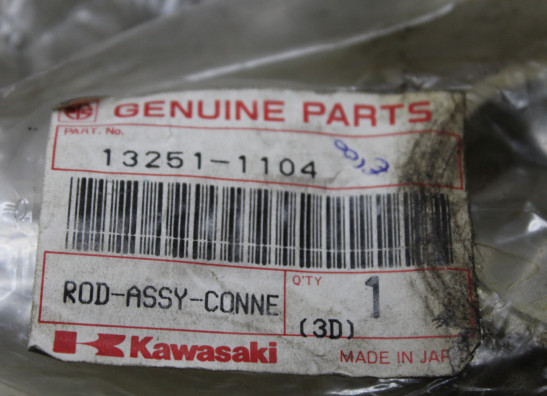 GENUINE PARTS
PART. No.
13251-1104
ROD-ASSY-CONNE
Q'TY
1
(3D)
Kawasaki
MADE IN JAP